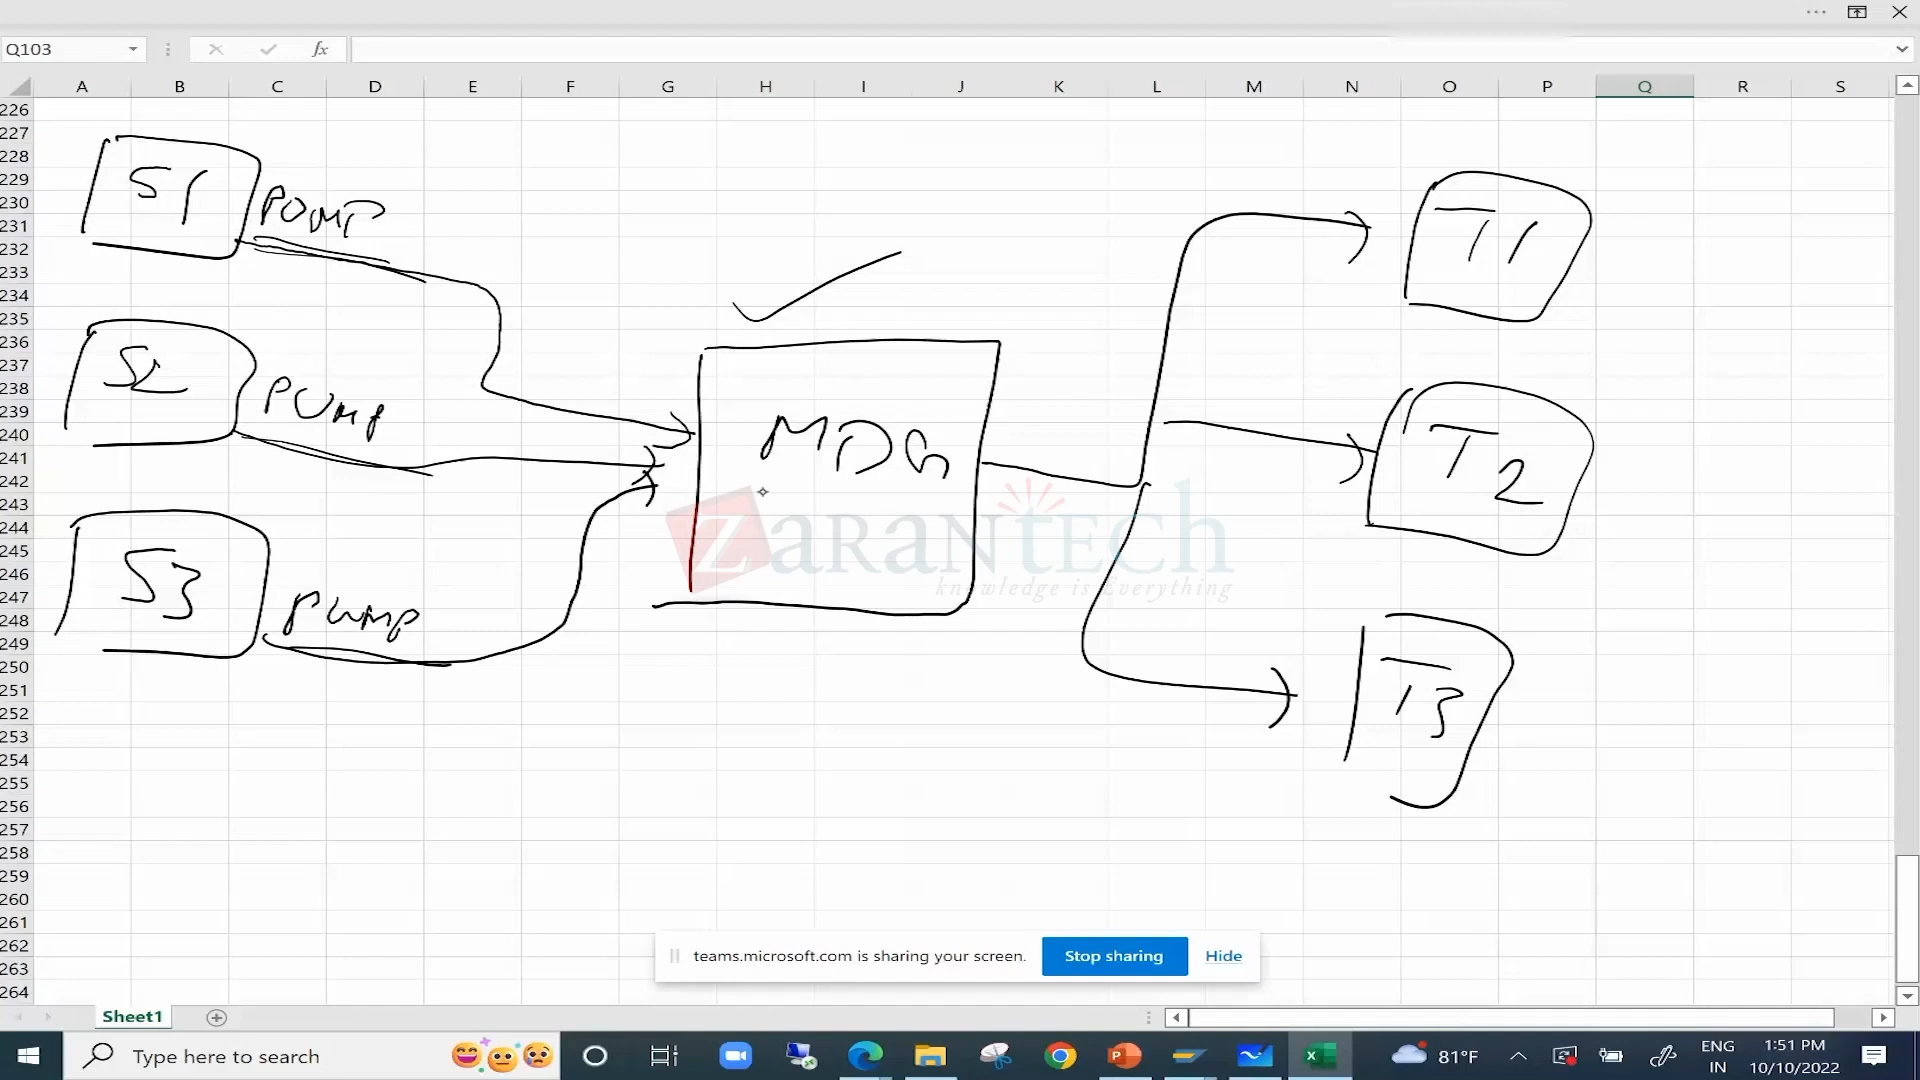 Q103
fx
A B C D E F G H I J K L M N O P Q R S
226
227
228
229
230
231
232
233
234
235
236
237
238
239
240
241
242
243
244
245
246
247
248
249
250
251
252
253
254
255
256
257
258
259
260
261
262
263
264
S1 PUMP
S2 PUMP
S3 PUMP
MDG
T1
T2
T3
ZaranTech
knowledge is Everything
teams.microsoft.com is sharing your screen. Stop sharing Hide
Sheet1
Type here to search
81°F
ENG
IN
1:51 PM
10/10/2022